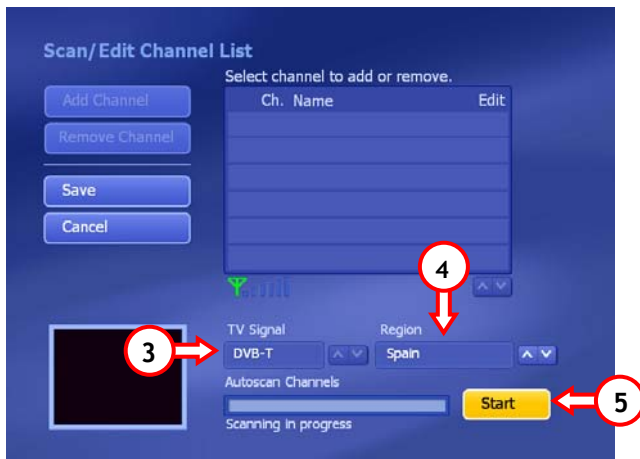 Scan/Edit Channel List
Select channel to add or remove.
Add Channel
Remove Channel
Save
Cancel
Ch. Name Edit
4
3
TV Signal Region
DVB-T Spain
Autoscan Channels
Start
5
Scanning in progress